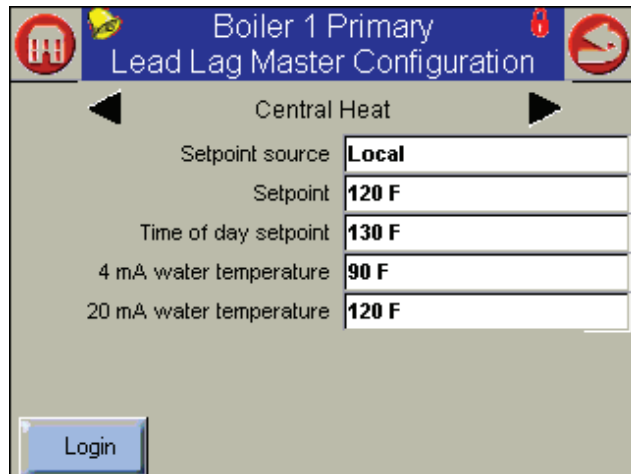 Boiler 1 Primary
Lead Lag Master Configuration
Central Heat
Setpoint source Local
Setpoint 120 F
Time of day setpoint 130 F
4 mA water temperature 90 F
20 mA water temperature 120 F
Login